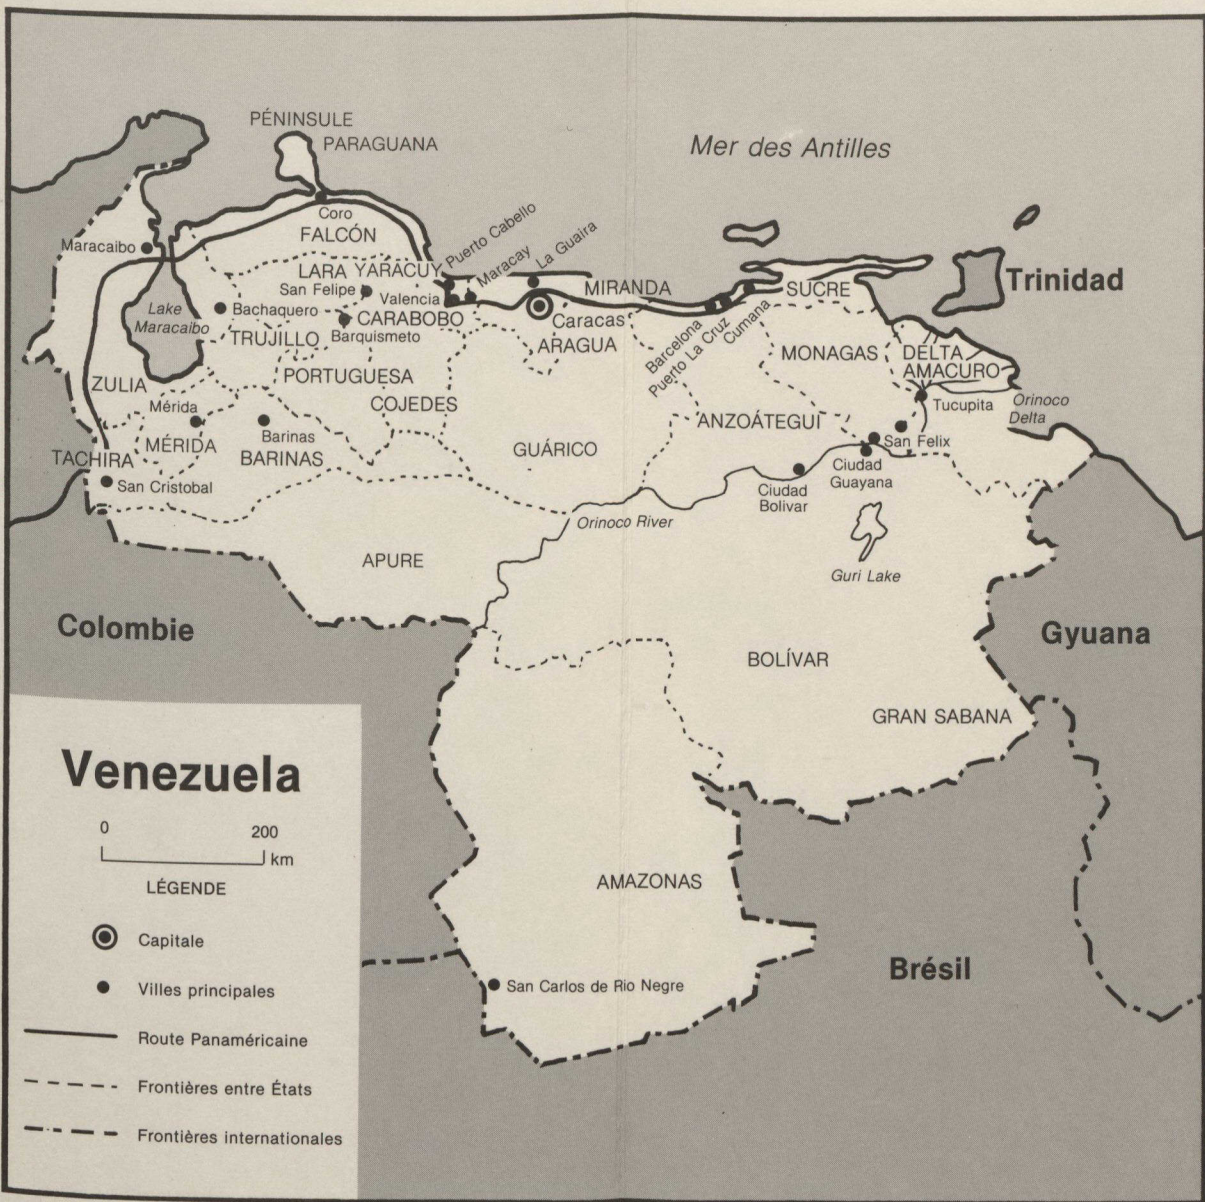 PÉNINSULE
PARAGUANA
Mer des Antilles
Coro
FALCÓN
Maracaibo
Puerto Cabello
Maracay
La Guaira
Trinidad
LARA
YARACUY
San Felipe
Valencia
MIRANDA
SUCRE
Lake
Maracaibo
Bachaquero
CARABOBO
Caracas
TRUJILLO
Barquismeto
ARAGUA
Barcelona
Puerto La Cruz
Cumana
MONAGAS
DELTA
AMACURO
ZULIA
PORTUGUESA
Mérida
COJEDES
Tucupita
Orinoco
Delta
MÉRIDA
Barinas
BARINAS
ANZOÁTEGUI
TACHIRA
GUÁRICO
San Felix
San Cristobal
Ciudad
Guayana
Ciudad
Bolivar
Orinoco River
APURE
Guri Lake
Colombie
Gyuana
BOLÍVAR
GRAN SABANA
Venezuela
0 200
km
LÉGENDE
AMAZONAS
Capitale
Brésil
Villes principales
San Carlos de Rio Negre
Route Panaméricaine
Frontières entre États
Frontières internationales